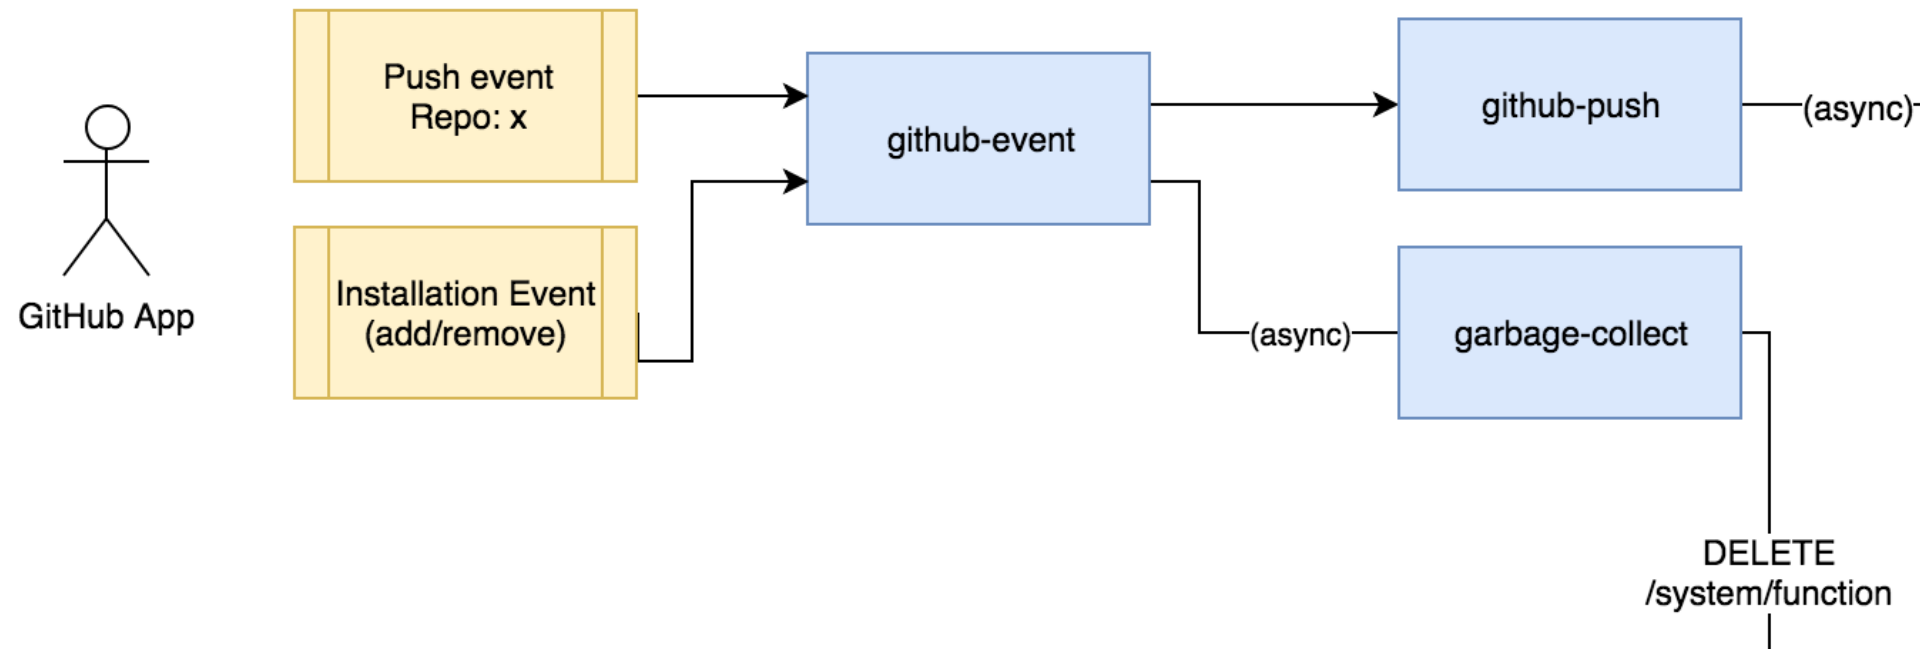 Push event
Repo: x
github-event
github-push
(async)
GitHub App
Installation Event
(add/remove)
(async)
garbage-collect
DELETE
/system/function